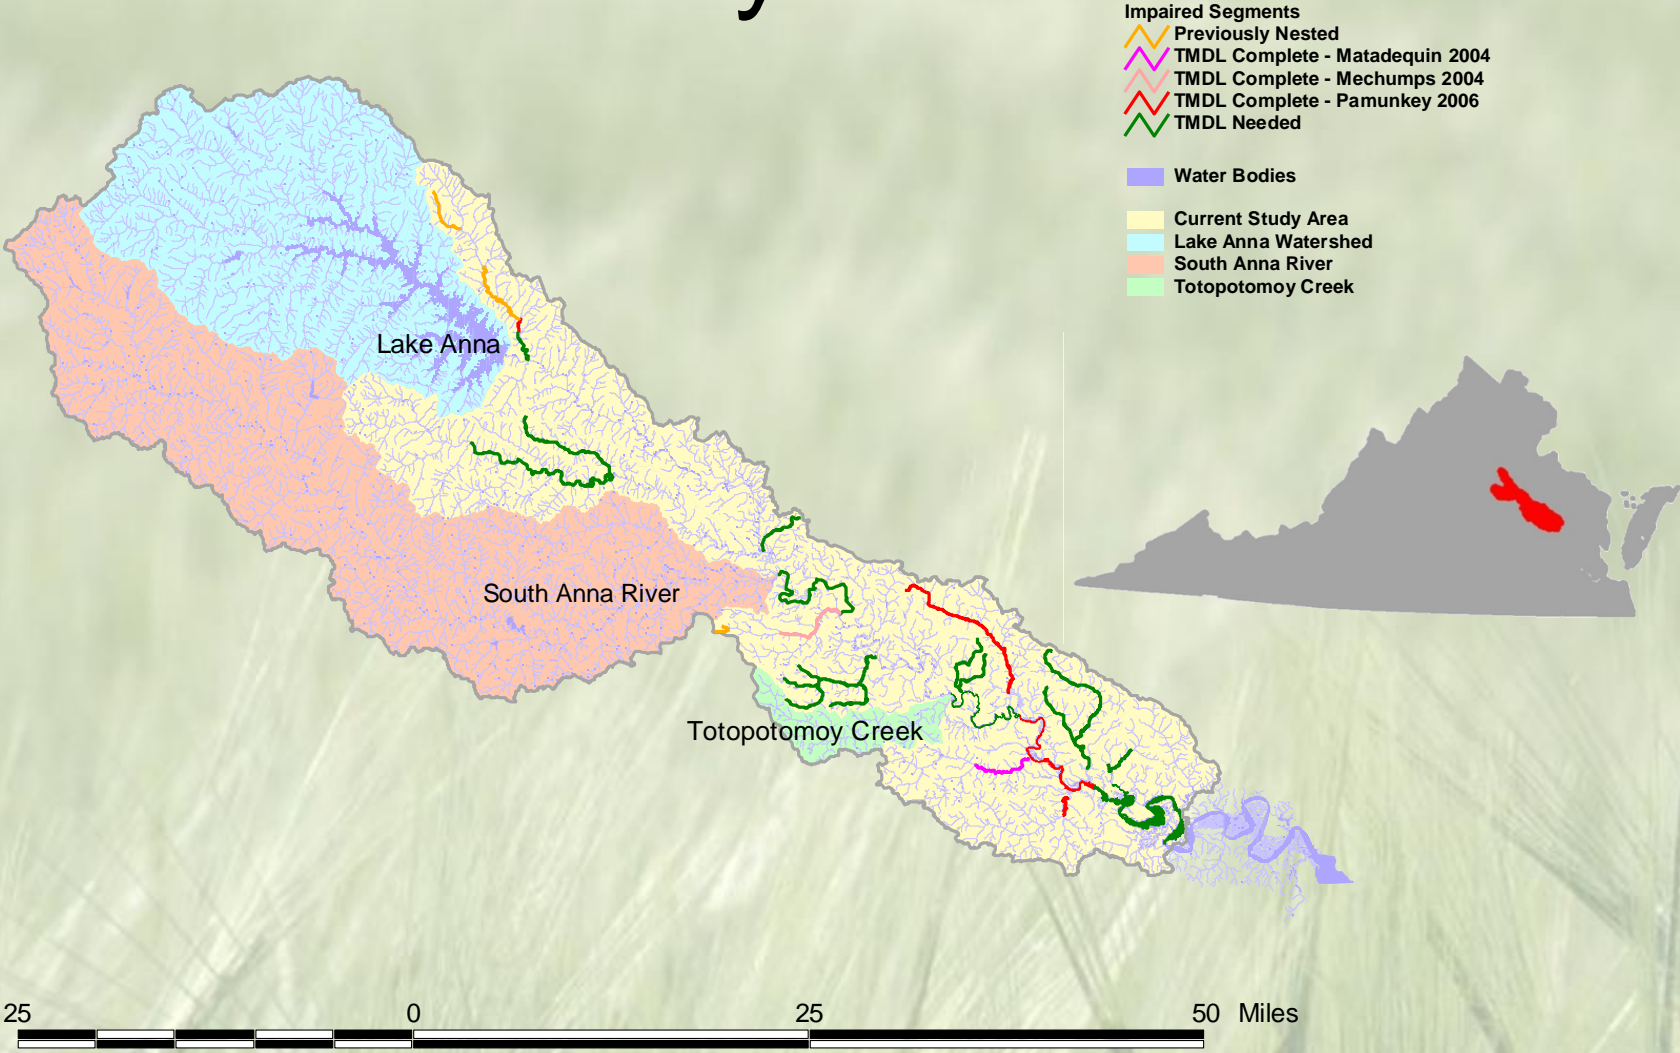 Impaired Segments
Previously Nested
TMDL Complete - Matadequin 2004
TMDL Complete - Mechumps 2004
TMDL Complete - Pamunkey 2006
TMDL Needed
Water Bodies
Current Study Area
Lake Anna Watershed
South Anna River
Totopotomoy Creek
Lake Anna
South Anna River
Totopotomoy Creek
25 0 25 50 Miles